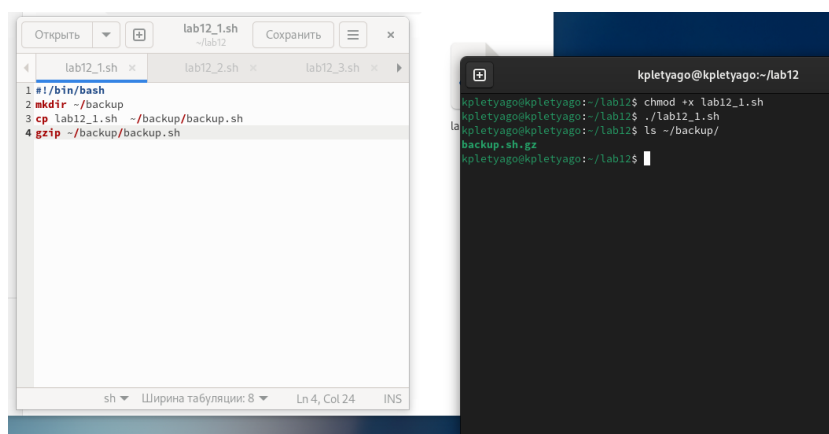 Открыть
lab12_1.sh
~/lab12
Сохранить
lab12_1.sh
lab12_2.sh
lab12_3.sh
1 #!/bin/bash
2 mkdir ~/backup
3 cp lab12_1.sh  ~/backup/backup.sh
4 gzip ~/backup/backup.sh
sh
Ширина табуляции: 8
Ln 4, Col 24
INS
la
kpletyago@kpletyago:~/lab12
kpletyago@kpletyago:~/lab12$ chmod +x lab12_1.sh
kpletyago@kpletyago:~/lab12$ ./lab12_1.sh
kpletyago@kpletyago:~/lab12$ ls ~/backup/
backup.sh.gz
kpletyago@kpletyago:~/lab12$